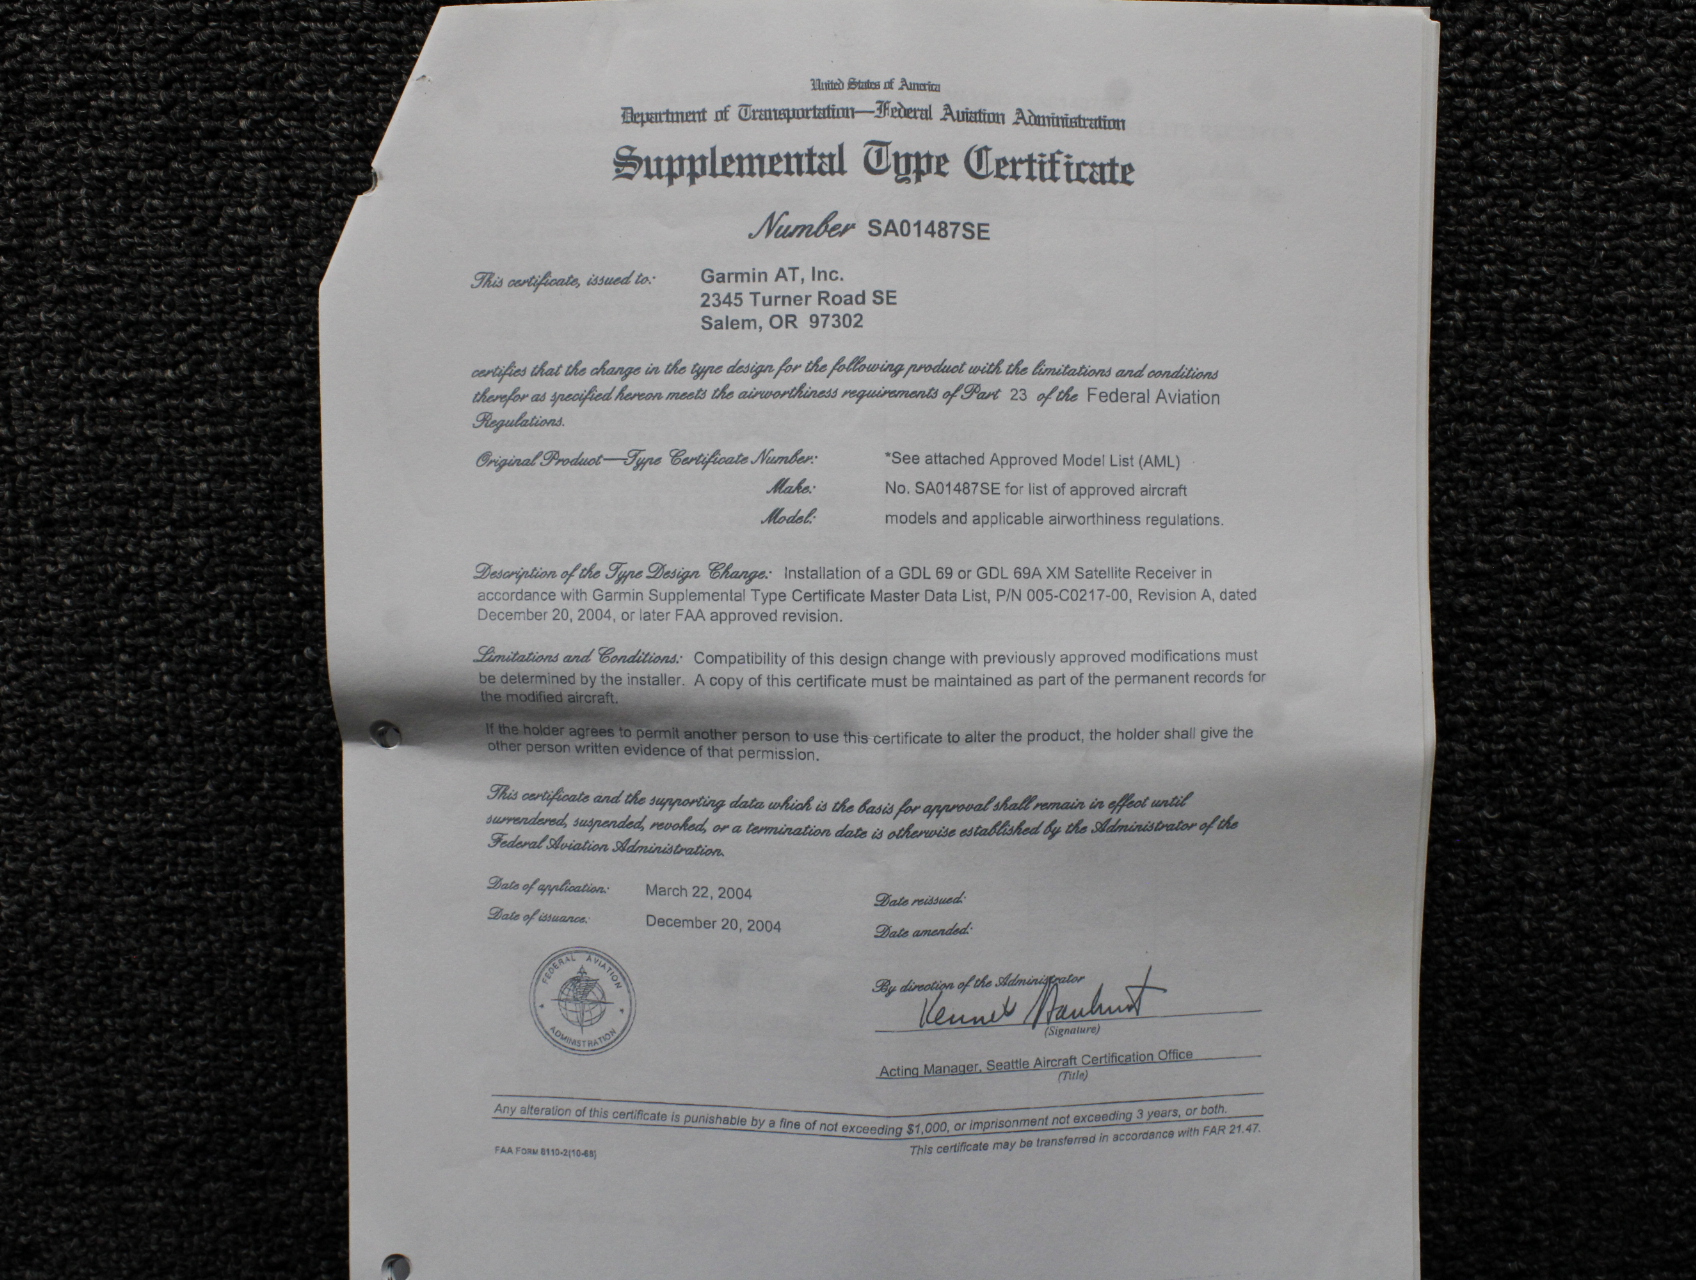 United States of America
Department of Transportation—Federal Aviation Administration
Supplemental Type Certificate
Number SA01487SE
This certificate, issued to: Garmin AT, Inc.
2345 Turner Road SE
Salem, OR 97302
certifies that the change in the type design for the following product with the limitations and conditions
therefor as specified hereon meets the airworthiness requirements of Part 23 of the Federal Aviation
Regulations.
Original Product—Type Certificate Number: *See attached Approved Model List (AML)
Make: No. SA01487SE for list of approved aircraft
Model: models and applicable airworthiness regulations.
Description of the Type Design Change: Installation of a GDL 69 or GDL 69A XM Satellite Receiver in
accordance with Garmin Supplemental Type Certificate Master Data List, P/N 005-C0217-00, Revision A, dated
December 20, 2004, or later FAA approved revision.
Limitations and Conditions: Compatibility of this design change with previously approved modifications must
be determined by the installer. A copy of this certificate must be maintained as part of the permanent records for
the modified aircraft.
If the holder agrees to permit another person to use this certificate to alter the product, the holder shall give the
other person written evidence of that permission.
This certificate and the supporting data which is the basis for approval shall remain in effect until
surrendered, suspended, revoked, or a termination date is otherwise established by the Administrator of the
Federal Aviation Administration.
Date of application: March 22, 2004
Date reissued:
Date of issuance: December 20, 2004
Date amended:
FEDERAL AVIATION
ADMINISTRATION
By direction of the Administrator
(Signature)
Acting Manager, Seattle Aircraft Certification Office
(Title)
Any alteration of this certificate is punishable by a fine of not exceeding $1,000, or imprisonment not exceeding 3 years, or both.
FAA FORM 8110-2(10-68)
This certificate may be transferred in accordance with FAR 21.47.